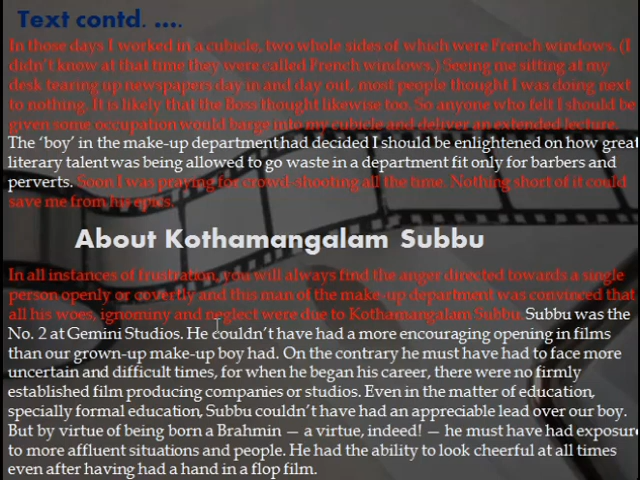 Text contd. ....
In those days I worked in a cubicle, two whole sides of which were French windows. (I
didn't know at that time they were called French windows.) Seeing me sitting at my
desk tearing up newspapers day in and day out, most people thought I was doing next
to nothing. It is likely that the Boss thought likewise too. So anyone who felt I should be
given some occupation would barge into my cubicle and deliver an extended lecture.
The 'boy' in the make-up department had decided I should be enlightened on how great
literary talent was being allowed to go waste in a department fit only for barbers and
perverts. Soon I was praying for crowd-shooting all the time. Nothing short of it could
save me from his epics.
About Kothamangalam Subbu
In all instances of frustration, you will always find the anger directed towards a single
person openly or covertly and this man of the make-up department was convinced that
all his woes, ignominy and neglect were due to Kothamangalam Subbu. Subbu was the
No. 2 at Gemini Studios. He couldn't have had a more encouraging opening in films
than our grown-up make-up boy had. On the contrary he must have had to face more
uncertain and difficult times, for when he began his career, there were no firmly
established film producing companies or studios. Even in the matter of education,
specially formal education, Subbu couldn't have had an appreciable lead over our boy.
But by virtue of being born a Brahmin — a virtue, indeed! — he must have had exposure
to more affluent situations and people. He had the ability to look cheerful at all times
even after having had a hand in a flop film.